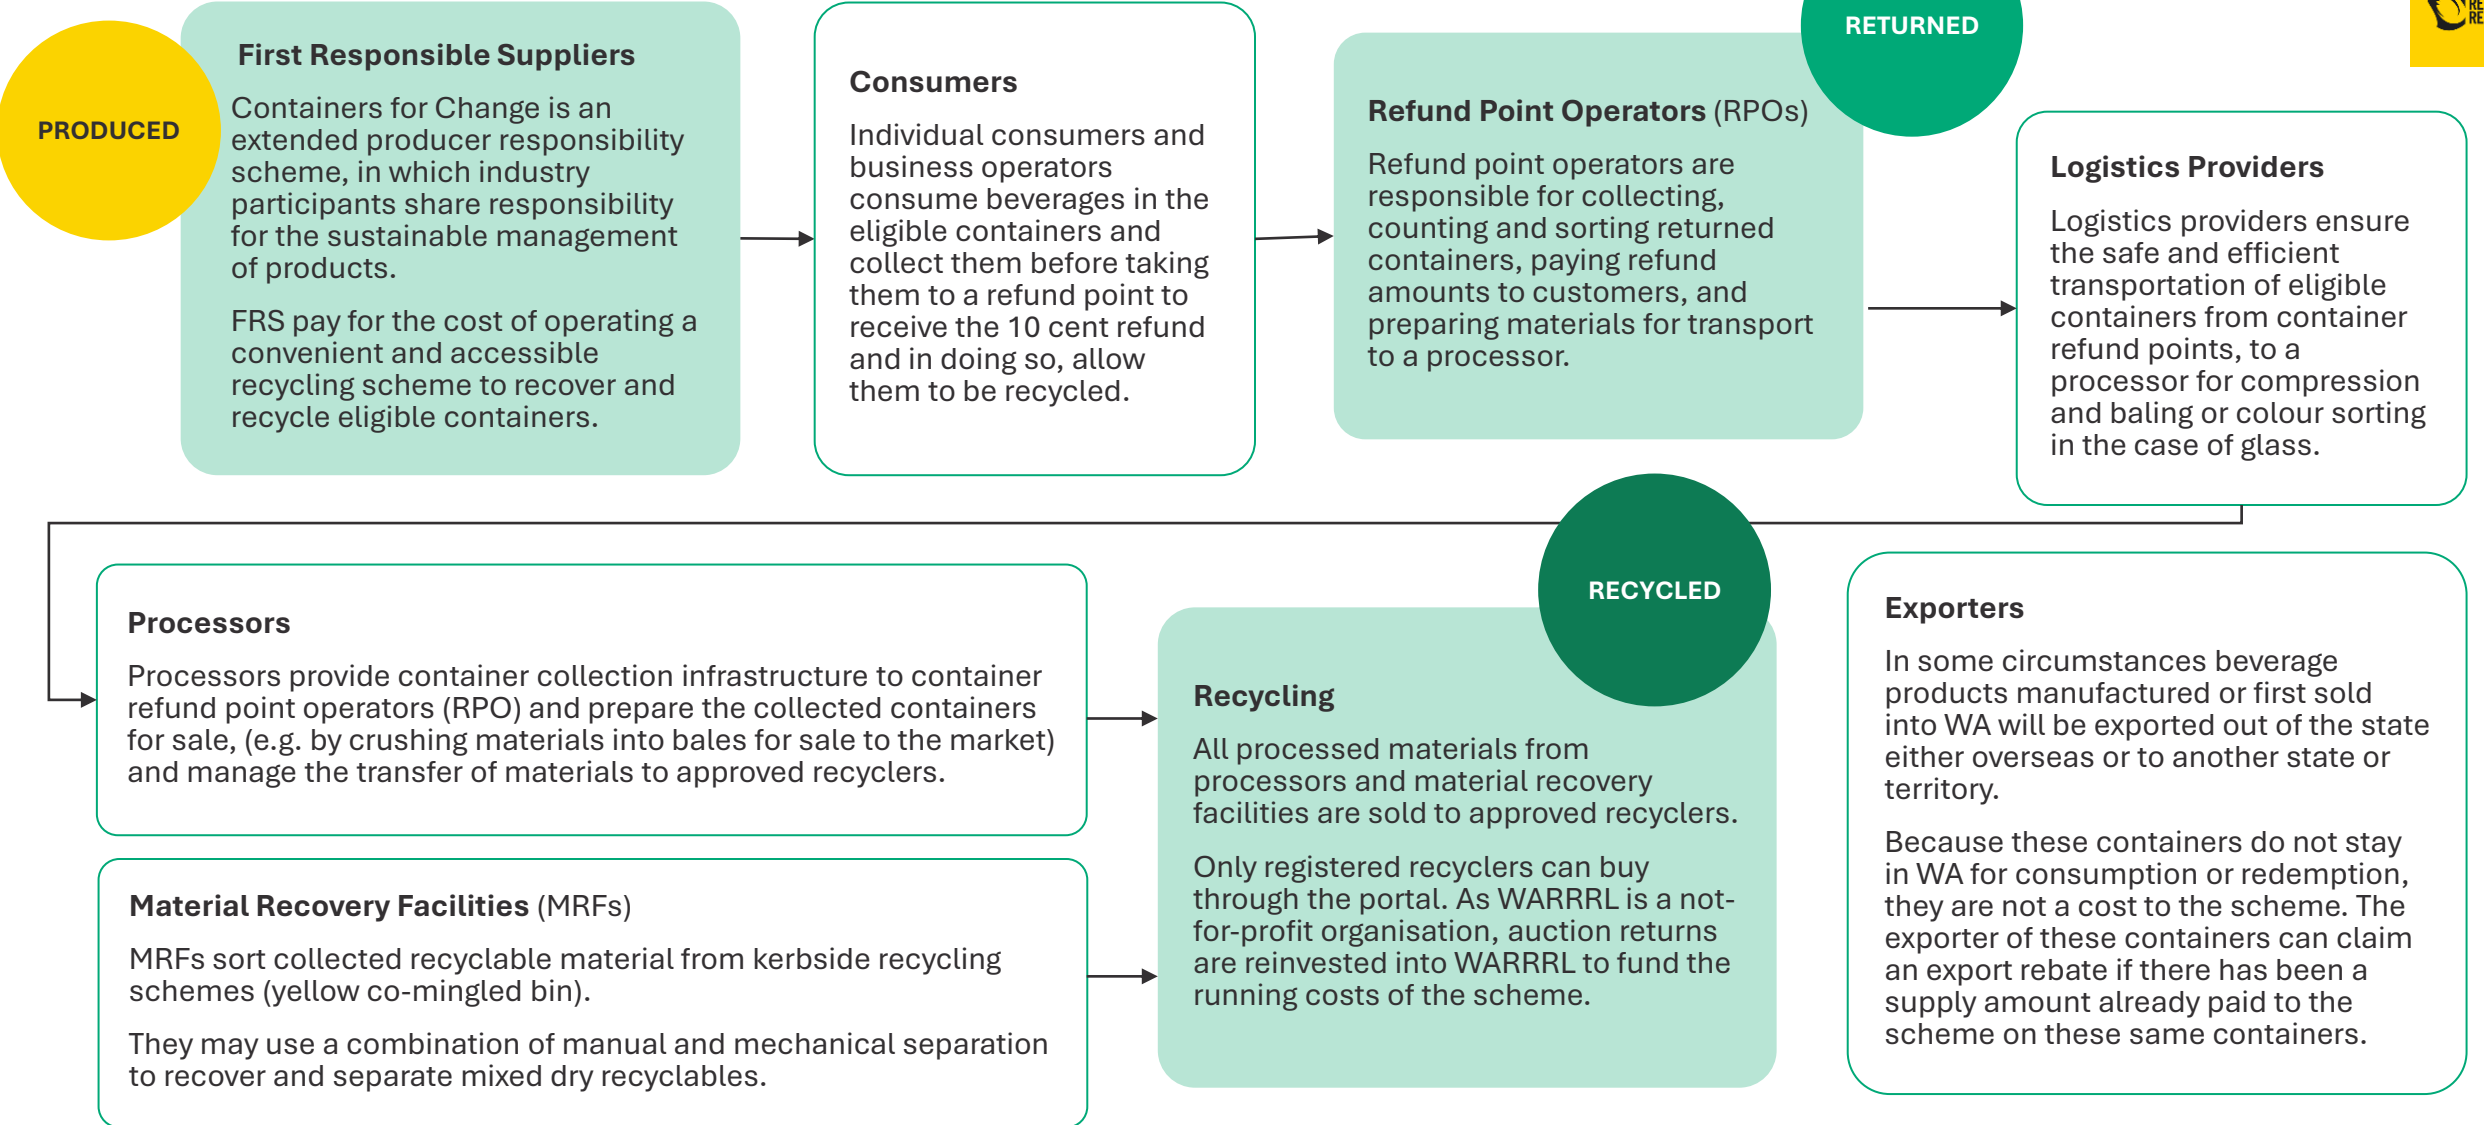 PRODUCED
First Responsible Suppliers
Containers for Change is an
extended producer responsibility
scheme, in which industry
participants share responsibility
for the sustainable management
of products.
FRS pay for the cost of operating a
convenient and accessible
recycling scheme to recover and
recycle eligible containers.
Consumers
Individual consumers and
business operators
consume beverages in the
eligible containers and
collect them before taking
them to a refund point to
receive the 10 cent refund
and in doing so, allow
them to be recycled.
RETURNED
Refund Point Operators (RPOs)
Refund point operators are
responsible for collecting,
counting and sorting returned
containers, paying refund
amounts to customers, and
preparing materials for transport
to a processor.
Logistics Providers
Logistics providers ensure
the safe and efficient
transportation of eligible
containers from container
refund points, to a
processor for compression
and baling or colour sorting
in the case of glass.
Processors
Processors provide container collection infrastructure to container
refund point operators (RPO) and prepare the collected containers
for sale, (e.g. by crushing materials into bales for sale to the market)
and manage the transfer of materials to approved recyclers.
Material Recovery Facilities (MRFs)
MRFs sort collected recyclable material from kerbside recycling
schemes (yellow co-mingled bin).
They may use a combination of manual and mechanical separation
to recover and separate mixed dry recyclables.
RECYCLED
Recycling
All processed materials from
processors and material recovery
facilities are sold to approved recyclers.
Only registered recyclers can buy
through the portal. As WARRRL is a not-
for-profit organisation, auction returns
are reinvested into WARRRL to fund the
running costs of the scheme.
Exporters
In some circumstances beverage
products manufactured or first sold
into WA will be exported out of the state
either overseas or to another state or
territory.
Because these containers do not stay
in WA for consumption or redemption,
they are not a cost to the scheme. The
exporter of these containers can claim
an export rebate if there has been a
supply amount already paid to the
scheme on these same containers.